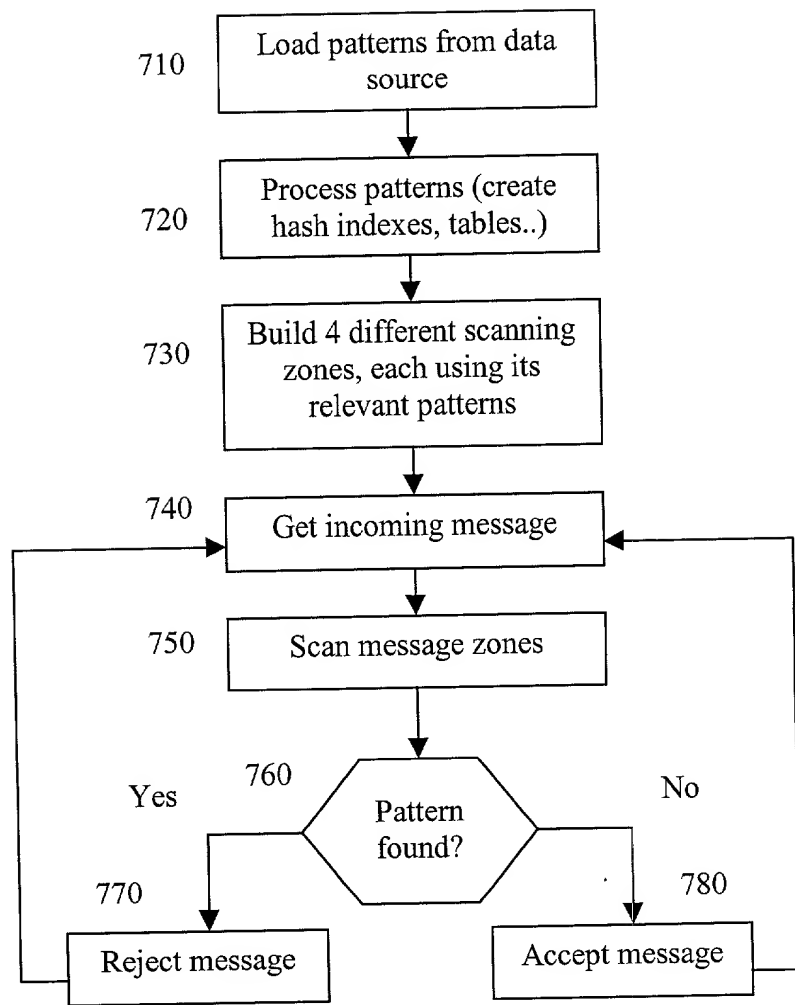 710
Load patterns from data
source
720
Process patterns (create
hash indexes, tables..)
730
Build 4 different scanning
zones, each using its
relevant patterns
740
Get incoming message
750
Scan message zones
760
Yes
No
Pattern
found?
770
780
Reject message
Accept message